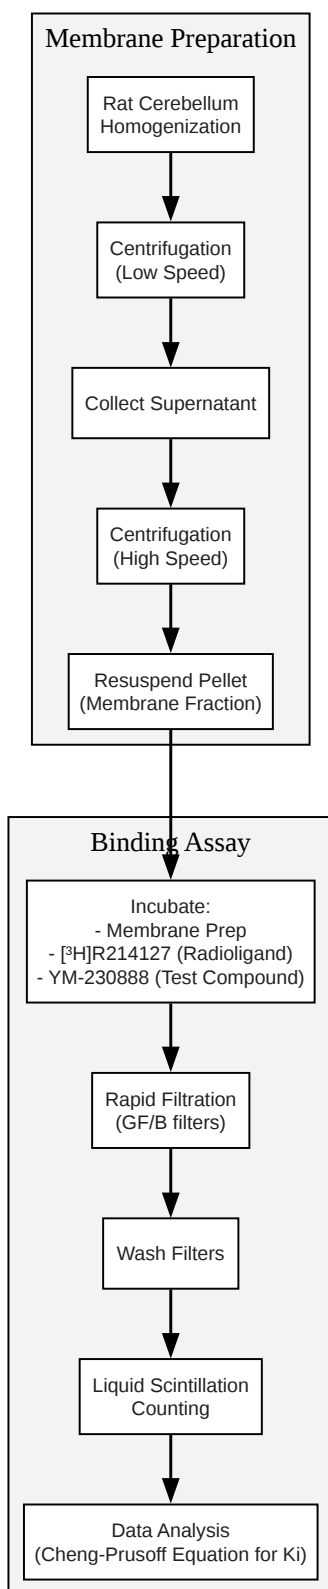 Membrane Preparation
Rat Cerebellum
Homogenization
Centrifugation
(Low Speed)
Collect Supernatant
Centrifugation
(High Speed)
Resuspend Pellet
(Membrane Fraction)
Binding Assay
Incubate:
- Membrane Prep
- [³H]R214127 (Radioligand)
- YM-230888 (Test Compound)
Rapid Filtration
(GF/B filters)
Wash Filters
Liquid Scintillation
Counting
Data Analysis
(Cheng-Prusoff Equation for Ki)